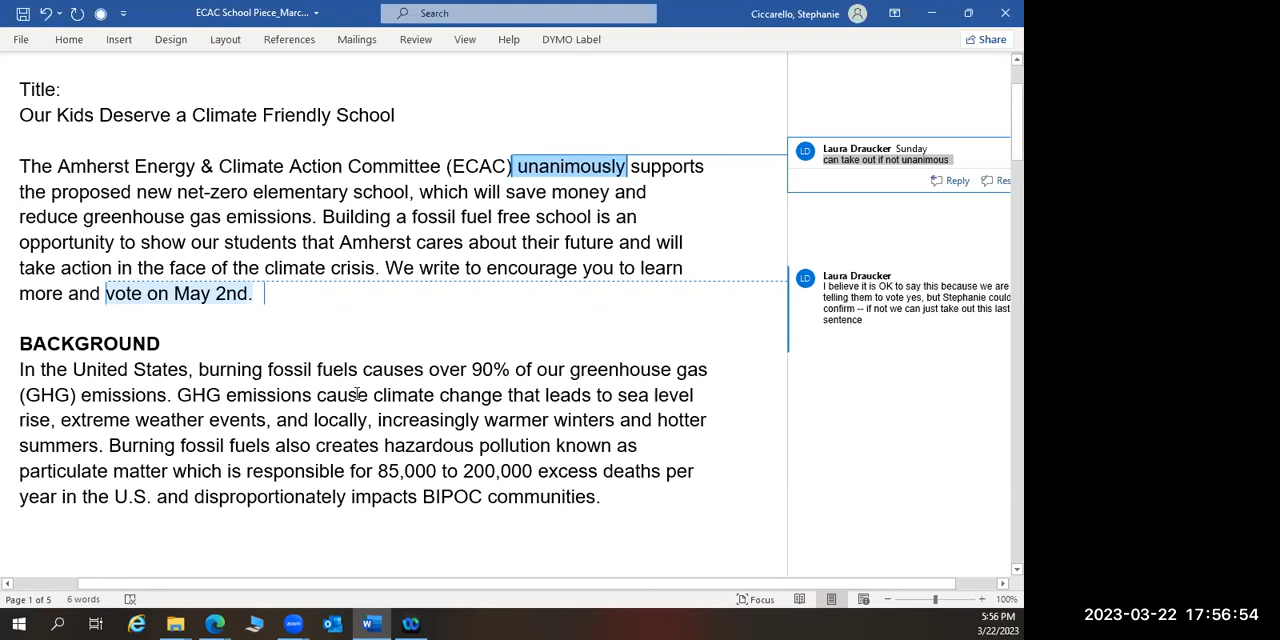 ECAC School Piece_Marc...
Search
Ciccarello, Stephanie
File Home Insert Design Layout References Mailings Review View Help DYMO Label
Share
Title:
Our Kids Deserve a Climate Friendly School
The Amherst Energy & Climate Action Committee (ECAC) unanimously supports
the proposed new net-zero elementary school, which will save money and
reduce greenhouse gas emissions. Building a fossil fuel free school is an
opportunity to show our students that Amherst cares about their future and will
take action in the face of the climate crisis. We write to encourage you to learn
more and vote on May 2nd.
BACKGROUND
In the United States, burning fossil fuels causes over 90% of our greenhouse gas
(GHG) emissions. GHG emissions cause climate change that leads to sea level
rise, extreme weather events, and locally, increasingly warmer winters and hotter
summers. Burning fossil fuels also creates hazardous pollution known as
particulate matter which is responsible for 85,000 to 200,000 excess deaths per
year in the U.S. and disproportionately impacts BIPOC communities.
LD Laura Draucker Sunday
can take out if not unanimous
Reply Res
LD Laura Draucker
I believe it is OK to say this because we are
telling them to vote yes, but Stephanie could
confirm -- if not we can just take out this last
sentence
Page 1 of 5 6 words
Focus
100%
5:56 PM
3/22/2023
2023-03-22 17:56:54